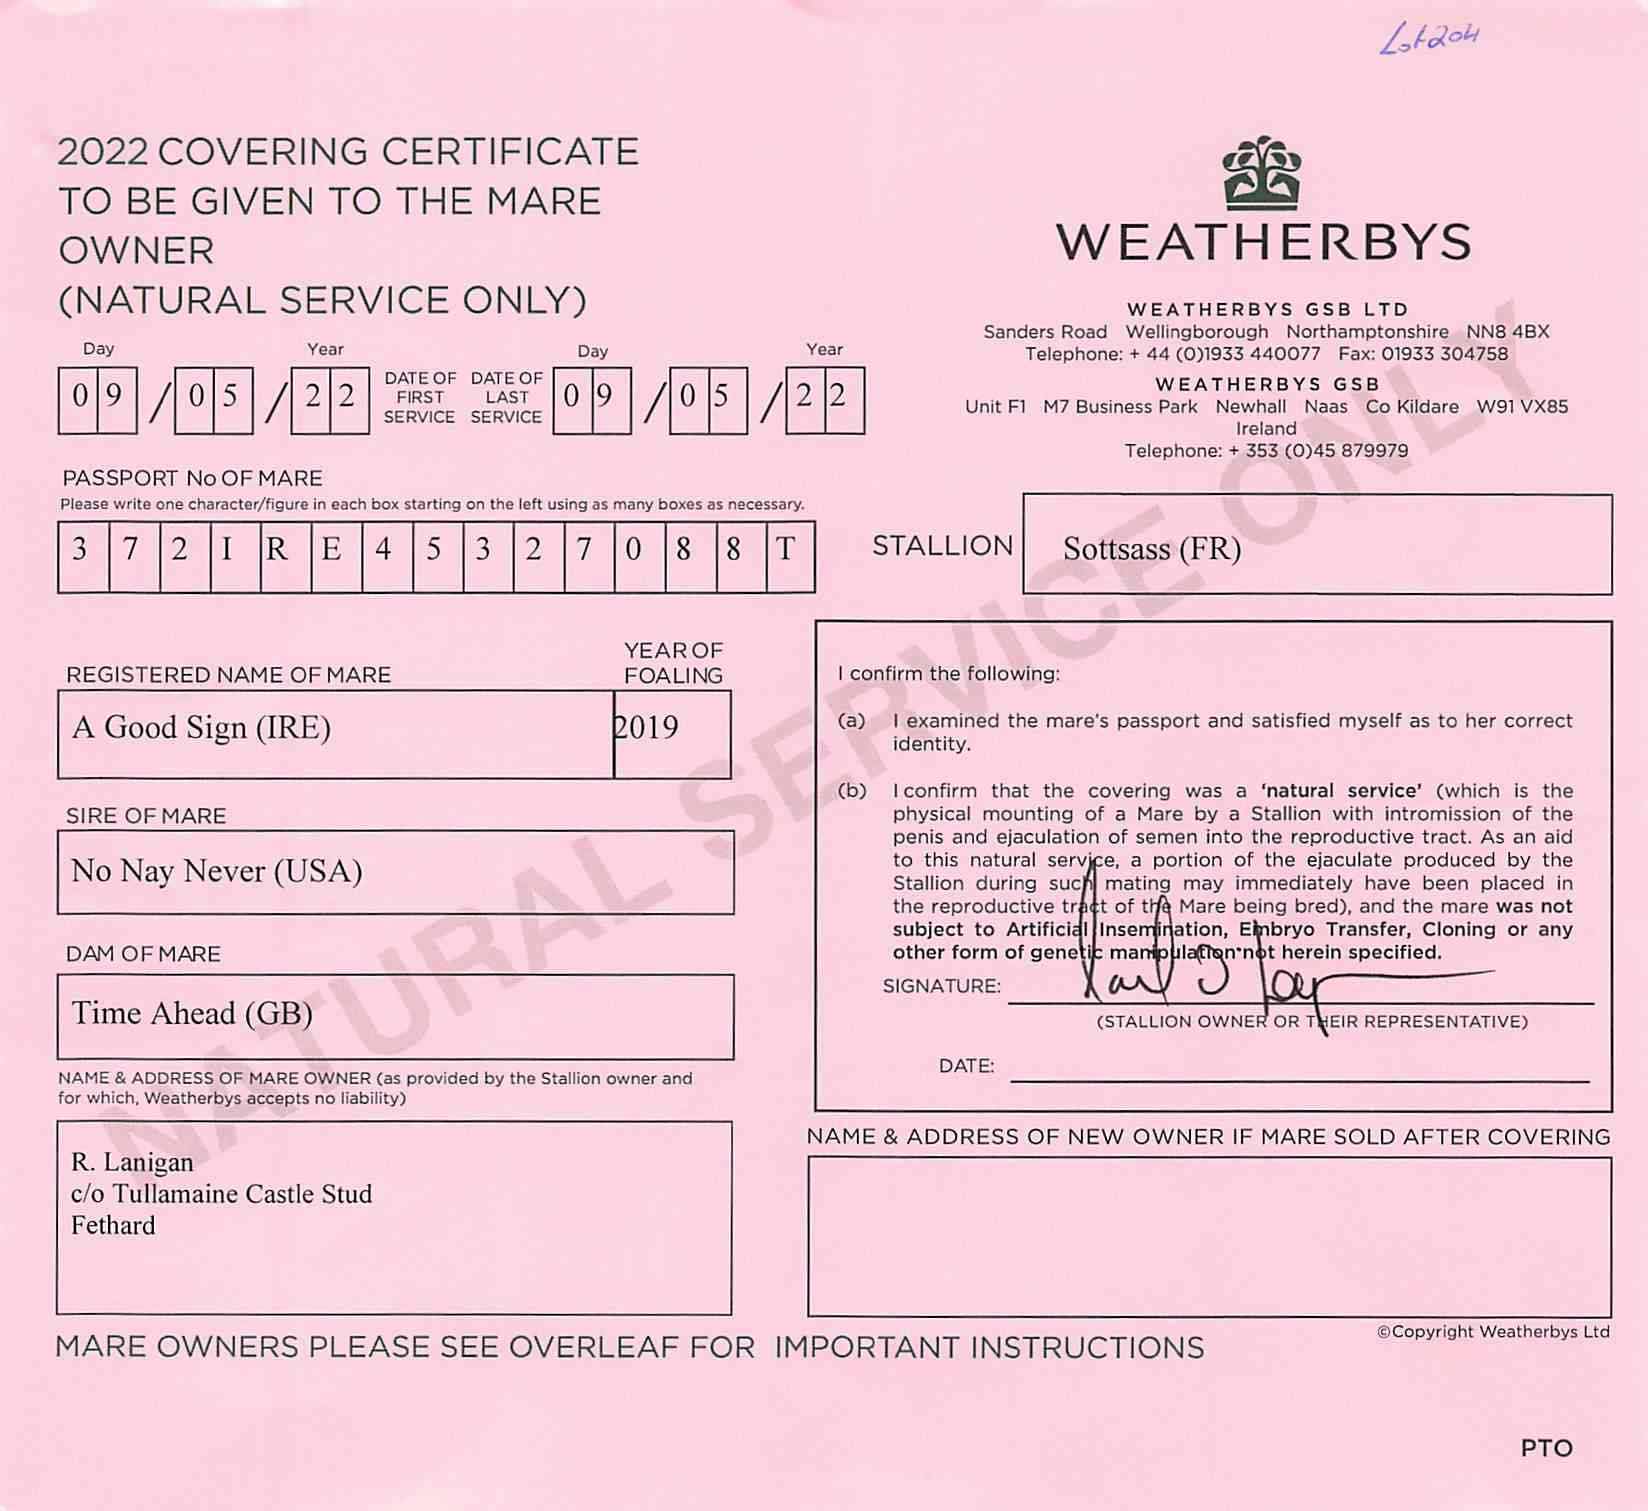 Lot 204
2022 COVERING CERTIFICATE
TO BE GIVEN TO THE MARE
OWNER
(NATURAL SERVICE ONLY)
WEATHERBYS
WEATHERBYS GSB LTD
Sanders Road Wellingborough Northamptonshire NN8 4BX
Telephone: + 44 (0)1933 440077 Fax: 01933 304758
WEATHERBYS GSB
Unit F1 M7 Business Park Newhall Naas Co Kildare W91 VX85
Ireland
Telephone: + 353 (0)45 879979
Day Year Day Year
09/05/22 DATE OF FIRST SERVICE DATE OF LAST SERVICE 09/05/22
PASSPORT No OF MARE
Please write one character/figure in each box starting on the left using as many boxes as necessary.
372IRE45327088T
STALLION Sottsass (FR)
REGISTERED NAME OF MARE YEAR OF FOALING
A Good Sign (IRE) 2019
SIRE OF MARE
No Nay Never (USA)
DAM OF MARE
Time Ahead (GB)
NAME & ADDRESS OF MARE OWNER (as provided by the Stallion owner and
for which, Weatherbys accepts no liability)
R. Lanigan
c/o Tullamaine Castle Stud
Fethard
I confirm the following:
(a) I examined the mare's passport and satisfied myself as to her correct
identity.
(b) I confirm that the covering was a 'natural service' (which is the
physical mounting of a Mare by a Stallion with intromission of the
penis and ejaculation of semen into the reproductive tract. As an aid
to this natural service, a portion of the ejaculate produced by the
Stallion during such mating may immediately have been placed in
the reproductive tract of the Mare being bred), and the mare was not
subject to Artificial Insemination, Embryo Transfer, Cloning or any
other form of genetic manipulation not herein specified.
SIGNATURE:
(STALLION OWNER OR THEIR REPRESENTATIVE)
DATE:
NAME & ADDRESS OF NEW OWNER IF MARE SOLD AFTER COVERING
©Copyright Weatherbys Ltd
MARE OWNERS PLEASE SEE OVERLEAF FOR IMPORTANT INSTRUCTIONS
PTO
NATURAL SERVICE ONLY